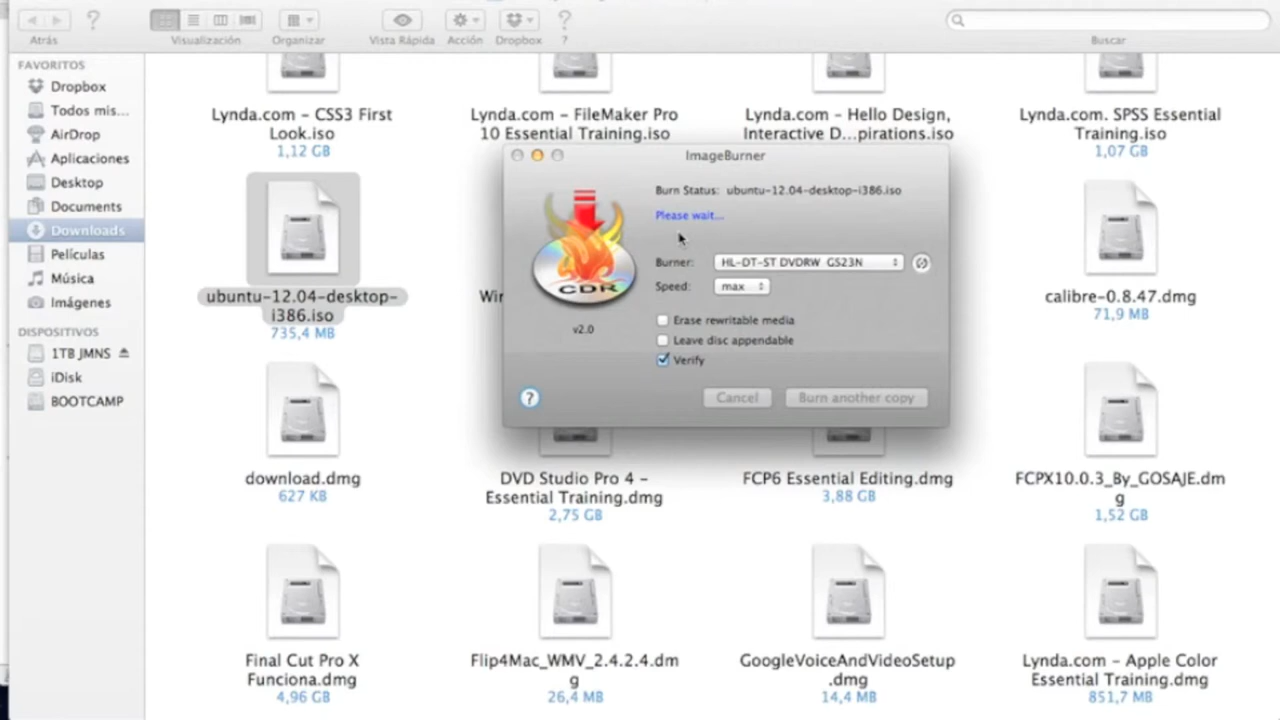 Atrás
Visualización
Organizar
Vista Rápida
Acción
Dropbox
?
Buscar
FAVORITOS
Dropbox
Todos mis...
AirDrop
Aplicaciones
Desktop
Documents
Downloads
Películas
Música
Imágenes
DISPOSITIVOS
1TB JMNS
iDisk
BOOTCAMP
Lynda.com – CSS3 First
Look.iso
1,12 GB
Lynda.com – FileMaker Pro
10 Essential Training.iso
Lynda.com – Hello Design,
Interactive D...pirations.iso
Lynda.com. SPSS Essential
Training.iso
1,07 GB
ubuntu-12.04-desktop-
i386.iso
735,4 MB
ImageBurner
Burn Status: ubuntu-12.04-desktop-i386.iso
Please wait...
Burner: HL-DT-ST DVDRW GS23N
Speed: max
CDR
v2.0
Erase rewritable media
Leave disc appendable
Verify
?
Cancel
Burn another copy
calibre-0.8.47.dmg
71,9 MB
download.dmg
627 KB
DVD Studio Pro 4 –
Essential Training.dmg
2,75 GB
FCP6 Essential Editing.dmg
3,88 GB
FCPX10.0.3_By_GOSAJE.dm
g
1,52 GB
Final Cut Pro X
Funciona.dmg
4,96 GB
Flip4Mac_WMV_2.4.2.4.dm
g
26,4 MB
GoogleVoiceAndVideoSetup
.dmg
14,4 MB
Lynda.com – Apple Color
Essential Training.dmg
851,7 MB